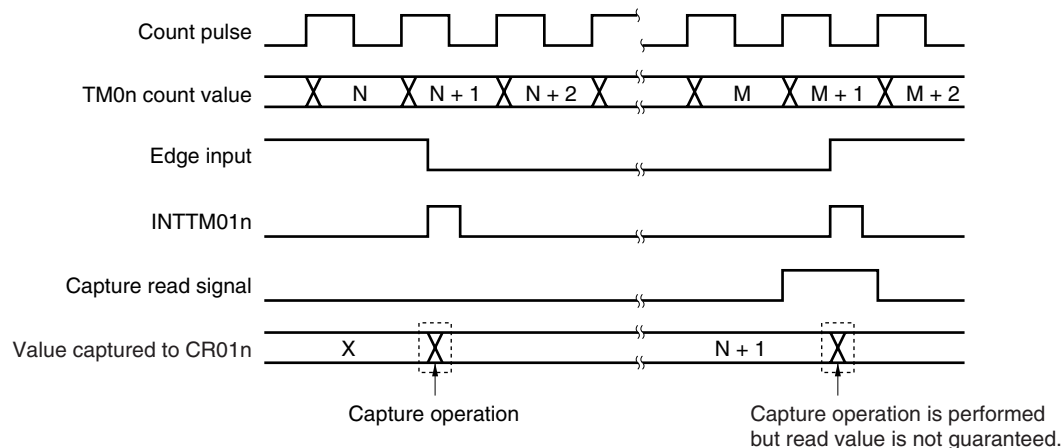 Count pulse
TM0n count value
N
N + 1
N + 2
M
M + 1
M + 2
Edge input
INTTM01n
Capture read signal
Value captured to CR01n
X
N + 1
Capture operation
Capture operation is performed
but read value is not guaranteed.